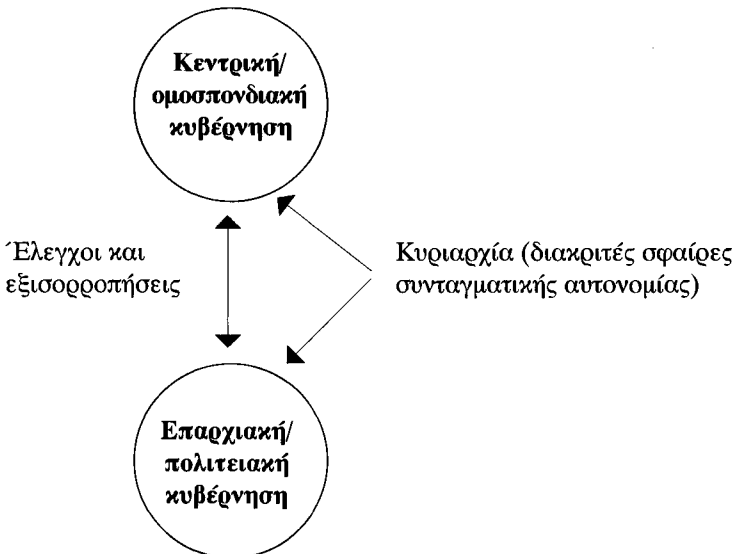 Κεντρική/
ομοσπονδιακή
κυβέρνηση
Έλεγχοι και
εξισορροπήσεις
Κυριαρχία (διακριτές σφαίρες
συνταγματικής αυτονομίας)
Επαρχιακή/
πολιτειακή
κυβέρνηση